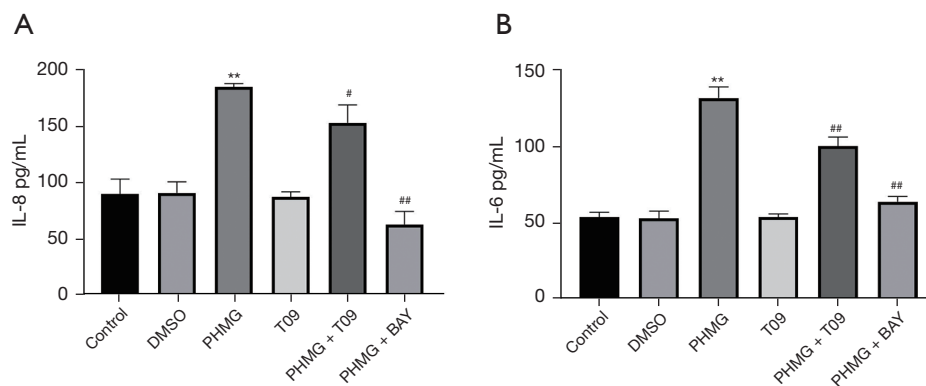 A
IL-8 pg/mL
200
150
100
50
0
**
#
##
Control
DMSO
PHMG
T09
PHMG + T09
PHMG + BAY
B
IL-6 pg/mL
150
100
50
0
**
##
##
Control
DMSO
PHMG
T09
PHMG + T09
PHMG + BAY